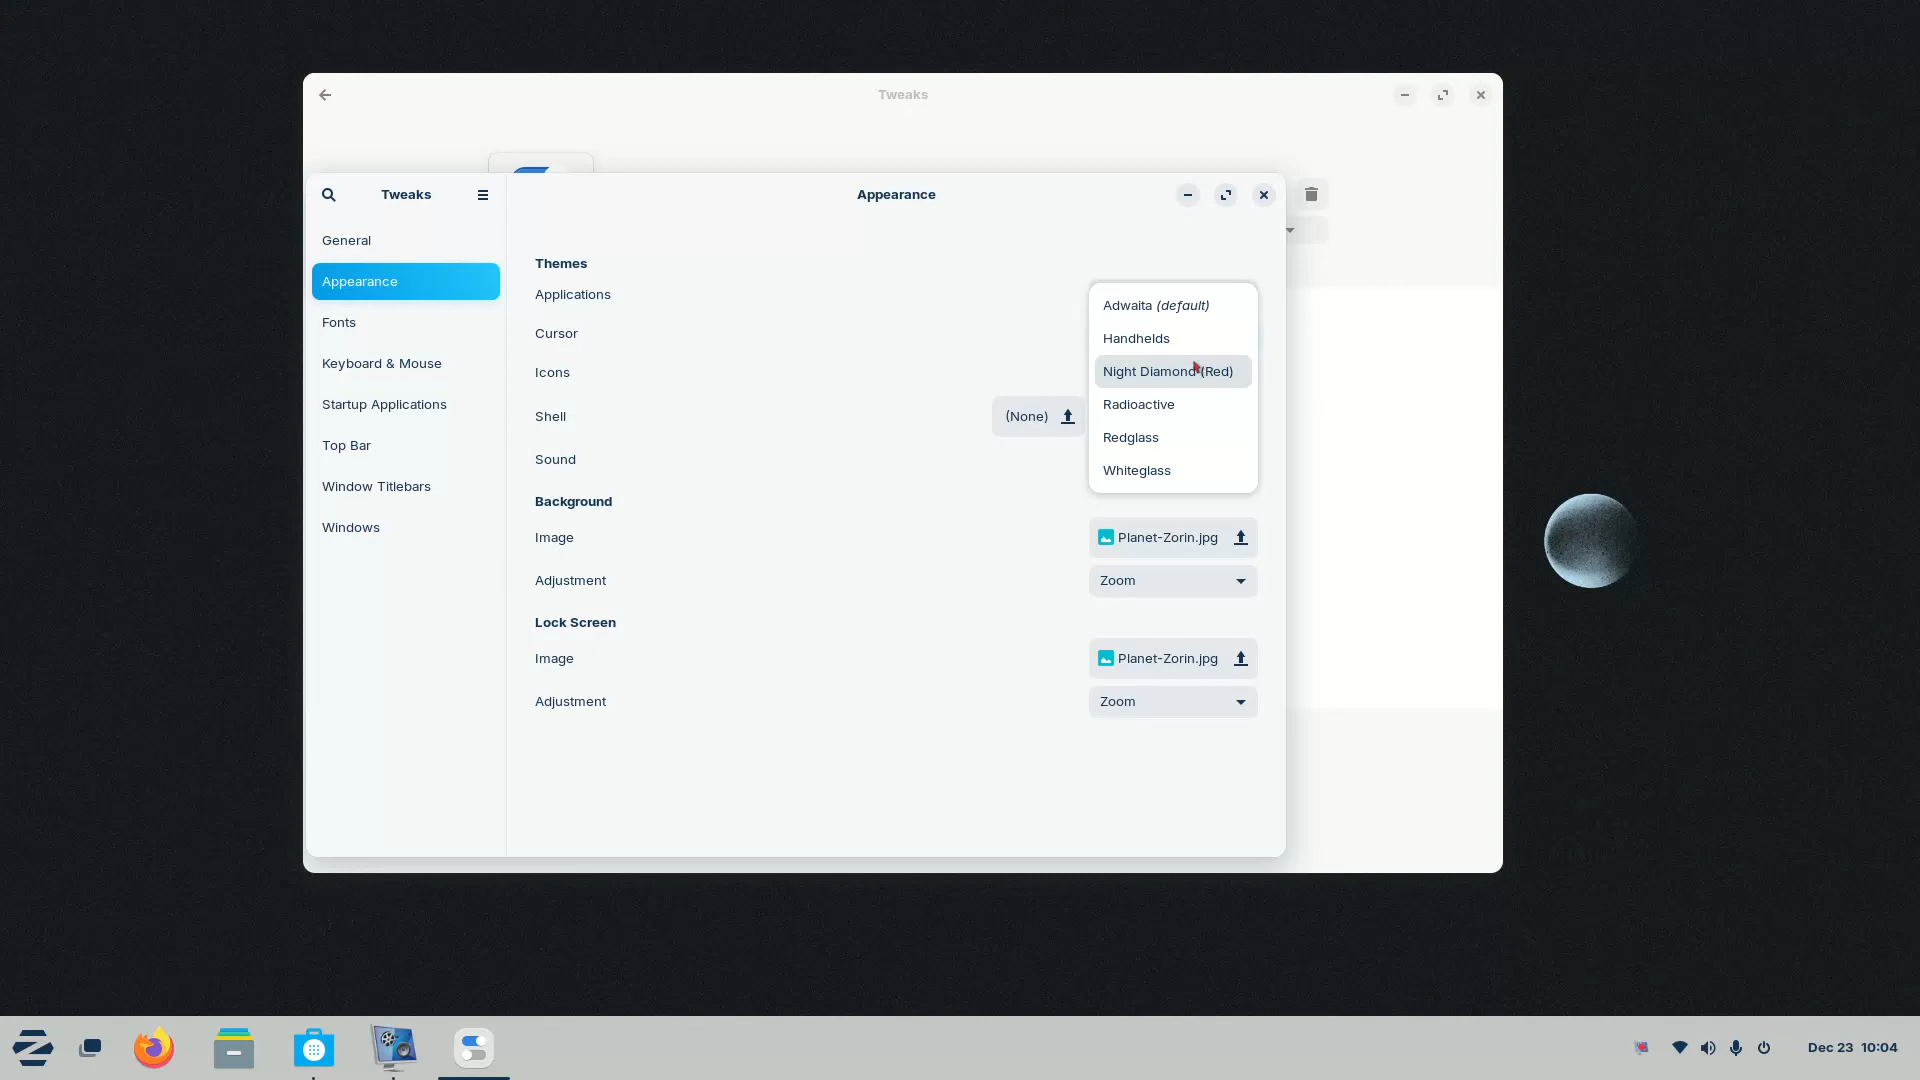 Tweaks
Tweaks
Appearance
General
Appearance
Fonts
Keyboard & Mouse
Startup Applications
Top Bar
Window Titlebars
Windows
Themes
Applications
Cursor
Icons
Shell
(None)
Sound
Adwaita (default)
Handhelds
Night Diamond (Red)
Radioactive
Redglass
Whiteglass
Background
Image
Planet-Zorin.jpg
Adjustment
Zoom
Lock Screen
Image
Planet-Zorin.jpg
Adjustment
Zoom
Dec 23 10:04